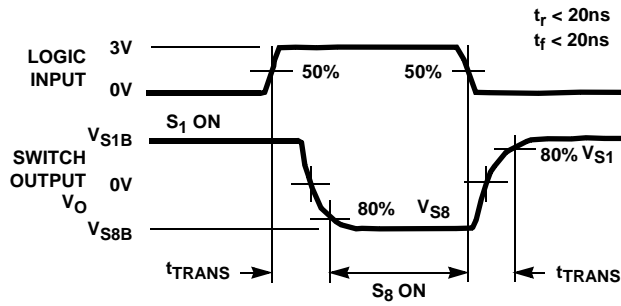 t_r < 20ns
t_f < 20ns
LOGIC
INPUT
3V
0V
50%
50%
V_S1B
S_1 ON
SWITCH
OUTPUT
V_O
0V
V_S8B
80%
V_S8
80% V_S1
t_TRANS
S_8 ON
t_TRANS